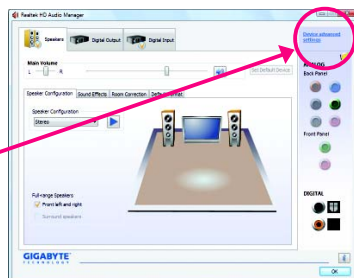 Realtek HD Audio Manager
Speakers
Digital Output
Digital Input
Device advanced
settings
Main Volume
L
R
Set Default Device
ANALOG
Back Panel
Speaker Configuration
Sound Effects
Room Correction
Default Format
Speaker Configuration
Stereo
Front Panel
Full-range Speakers
Front left and right
Surround speakers
DIGITAL
GIGABYTE
TECHNOLOGY
OK